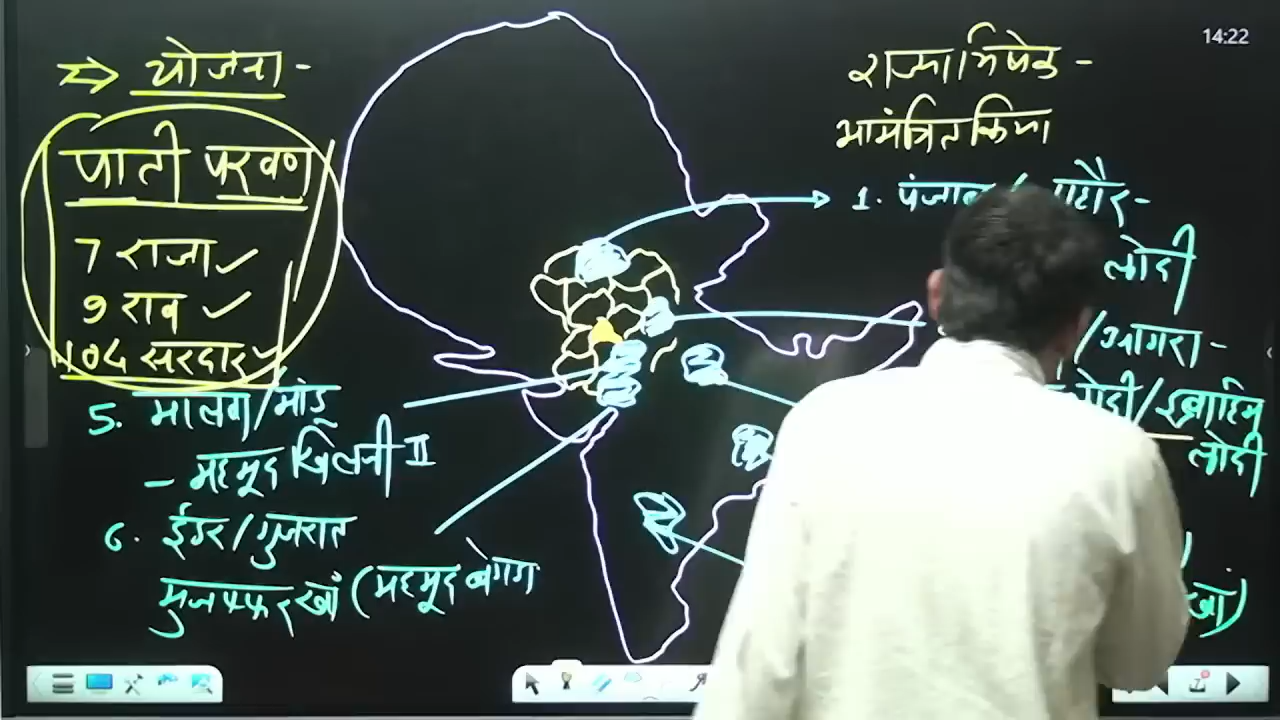 14:22
⇒ योजना -
पाती परवण
7 राजा ✓
9 राव ✓
104 सरदार ✓
5. मालवा/मांडू
- महमूद खिलजी II
6. ईडर/गुजरात
मुजफ्फर खाँ (महमूद बेगड़ा
राज्याभिषेक -
आमंत्रित किया
1. पंजाब/ लाहौर -
लोदी
/आगरा -
लोदी/इब्राहिम
लोदी
खाँ)